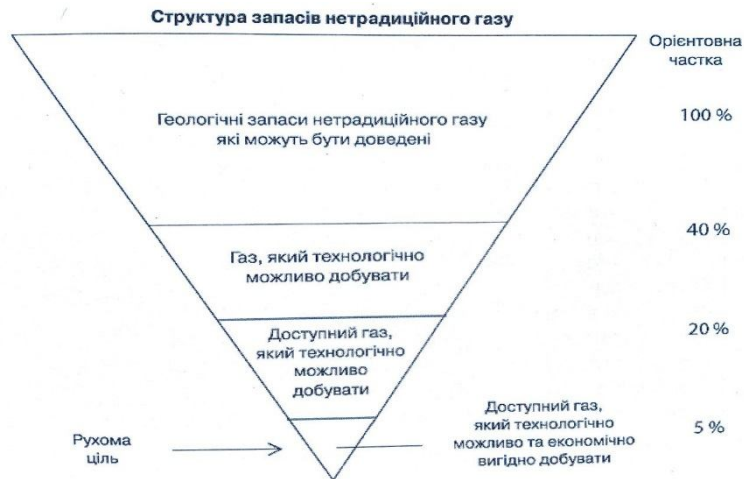 Структура запасів нетрадиційного газу
Орієнтовна
частка
Геологічні запаси нетрадиційного газу
які можуть бути доведені
100 %
40 %
Газ, який технологічно
можливо добувати
20 %
Доступний газ,
який технологічно
можливо
добувати
Доступний газ,
який технологічно
можливо та економічно
вигідно добувати
5 %
Рухома
ціль